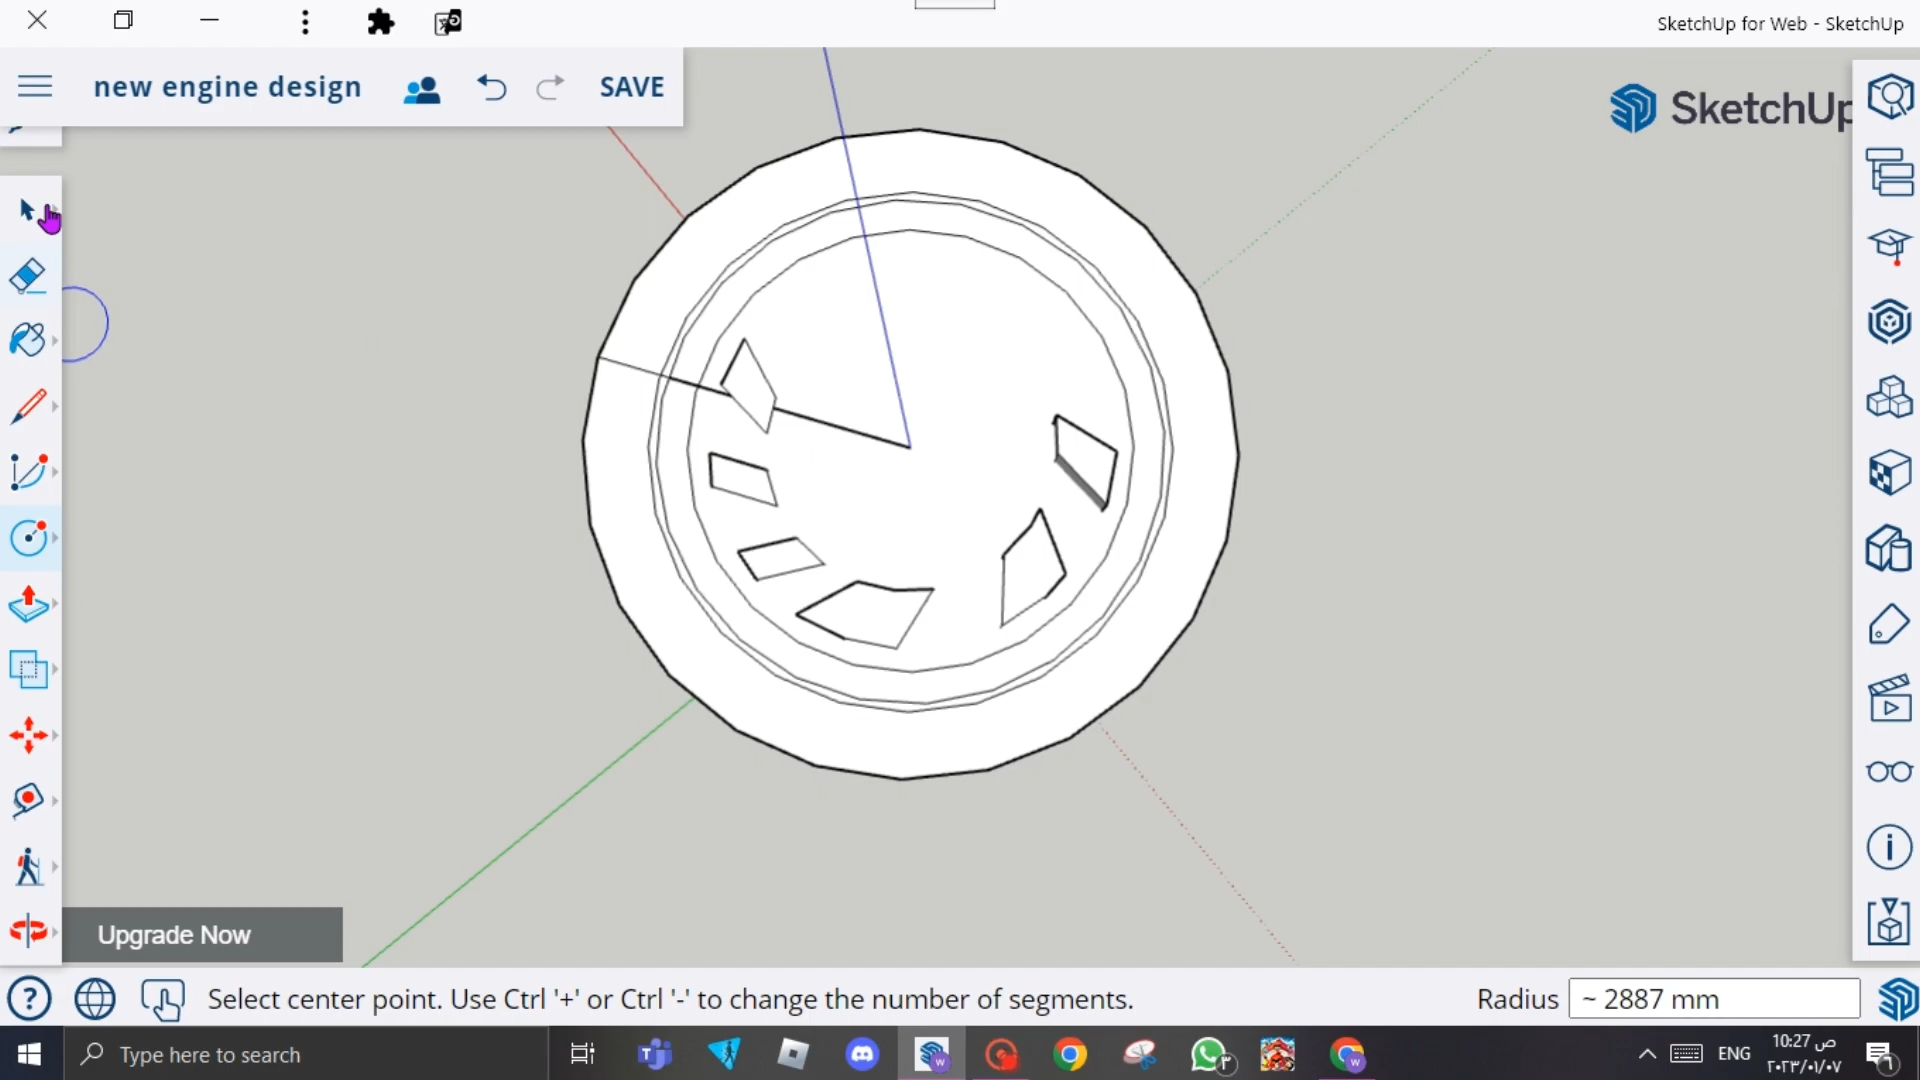 SketchUp for Web - SketchUp
new engine design
SAVE
SketchUp
Upgrade Now
Select center point. Use Ctrl '+' or Ctrl '-' to change the number of segments.
Radius ~ 2887 mm
Type here to search
ENG
10:27 ص
٢٠٢٣/٠١/٠٧